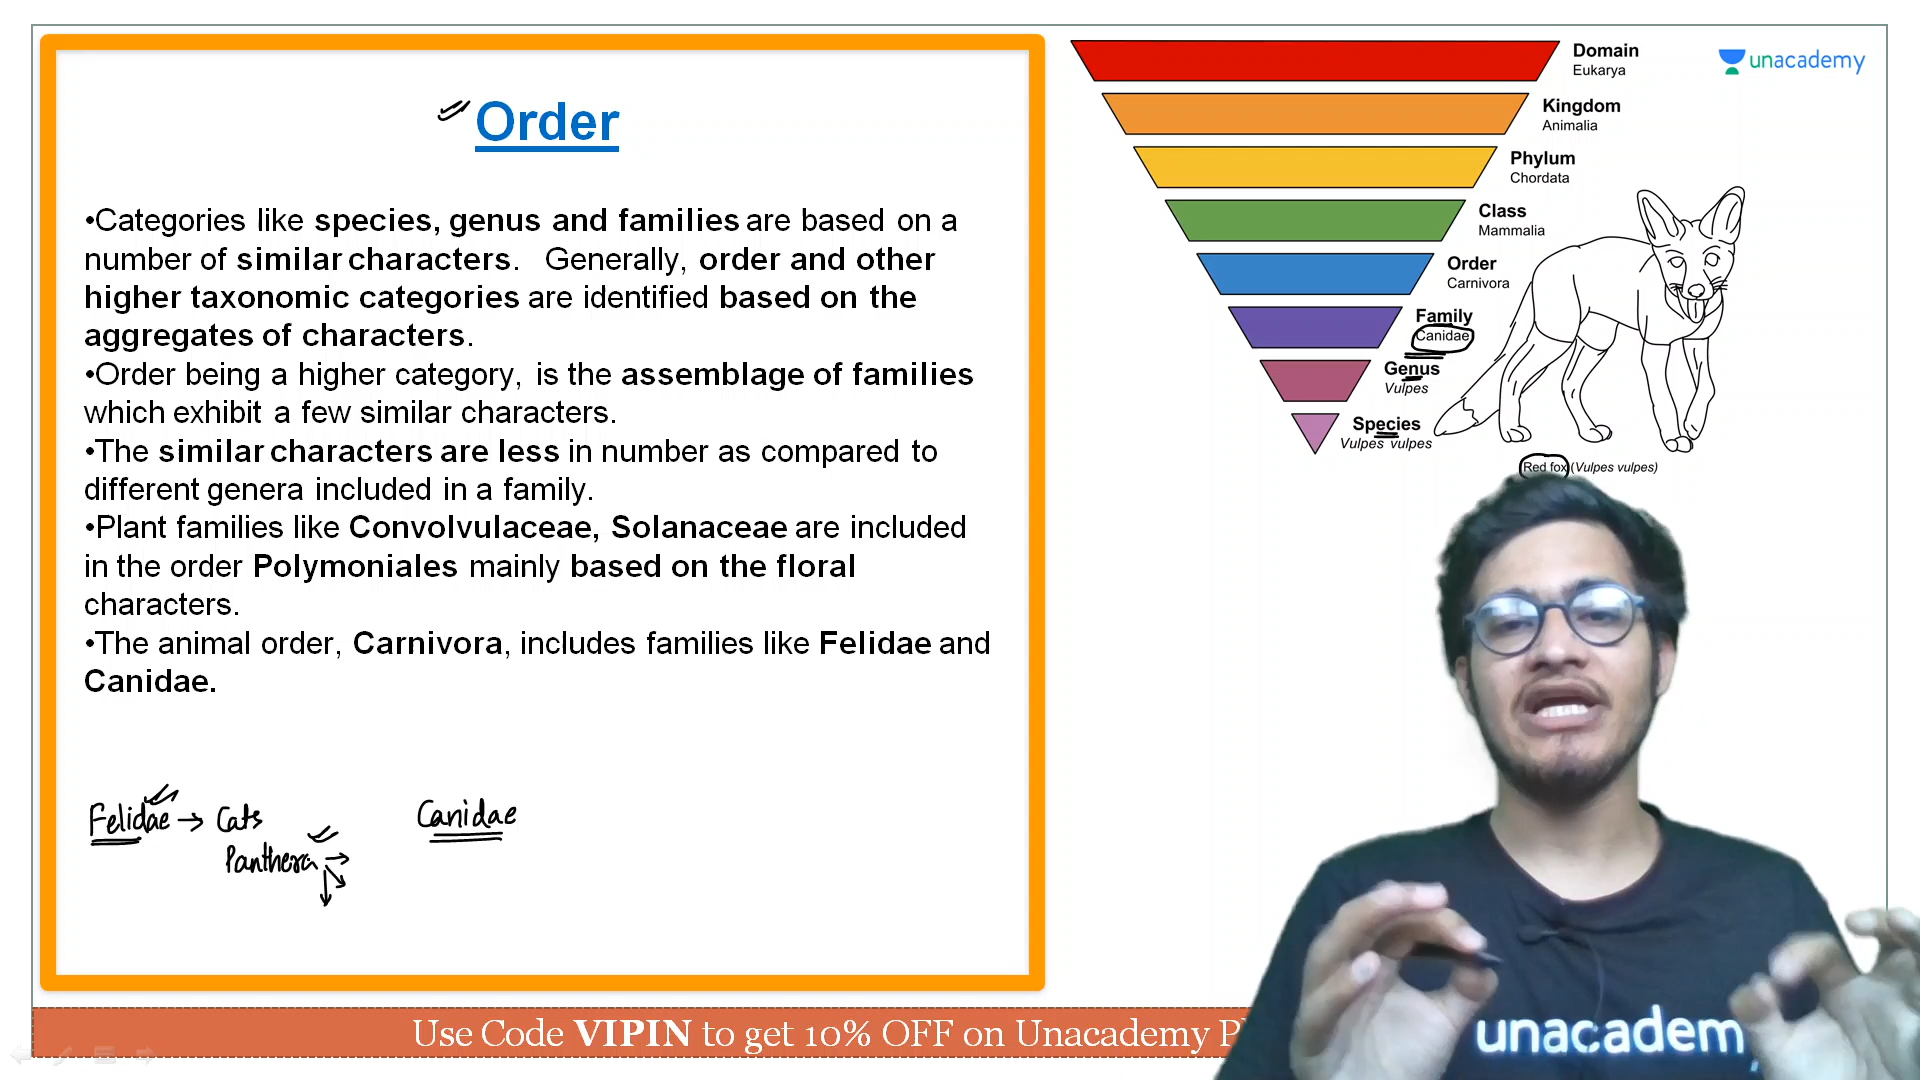 Order
•Categories like species, genus and families are based on a
number of similar characters. Generally, order and other
higher taxonomic categories are identified based on the
aggregates of characters.
•Order being a higher category, is the assemblage of families
which exhibit a few similar characters.
•The similar characters are less in number as compared to
different genera included in a family.
•Plant families like Convolvulaceae, Solanaceae are included
in the order Polymoniales mainly based on the floral
characters.
•The animal order, Carnivora, includes families like Felidae and
Canidae.
Felidae → Cats
Panthera →
Canidae
Domain
Eukarya
Kingdom
Animalia
Phylum
Chordata
Class
Mammalia
Order
Carnivora
Family
Canidae
Genus
Vulpes
Species
Vulpes vulpes
Red fox (Vulpes vulpes)
unacademy
unacadem
Use Code VIPIN to get 10% OFF on Unacademy P